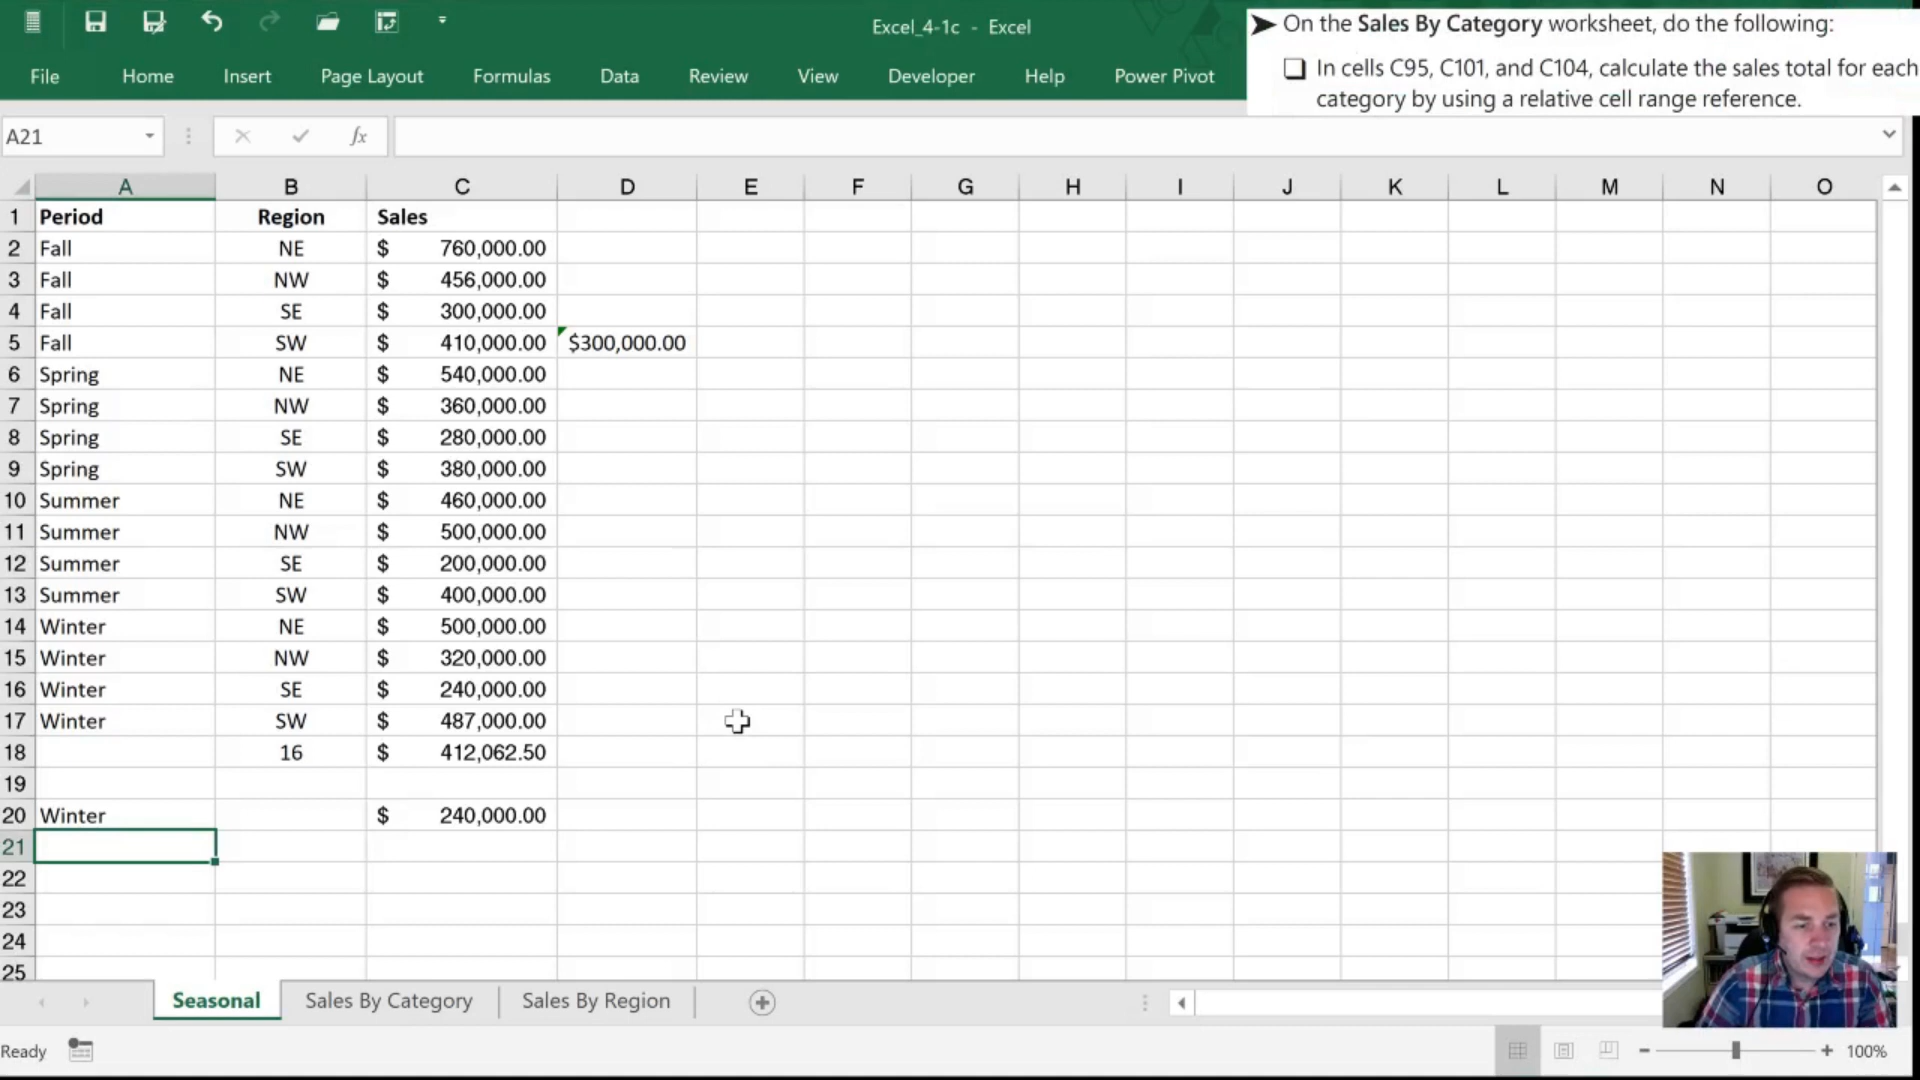 Excel_4-1c - Excel
➤ On the Sales By Category worksheet, do the following:
❑ In cells C95, C101, and C104, calculate the sales total for each
category by using a relative cell range reference.
File Home Insert Page Layout Formulas Data Review View Developer Help Power Pivot
A21 fx
A B C D E F G H I J K L M N O
1 Period Region Sales
2 Fall NE $ 760,000.00
3 Fall NW $ 456,000.00
4 Fall SE $ 300,000.00
5 Fall SW $ 410,000.00 $300,000.00
6 Spring NE $ 540,000.00
7 Spring NW $ 360,000.00
8 Spring SE $ 280,000.00
9 Spring SW $ 380,000.00
10 Summer NE $ 460,000.00
11 Summer NW $ 500,000.00
12 Summer SE $ 200,000.00
13 Summer SW $ 400,000.00
14 Winter NE $ 500,000.00
15 Winter NW $ 320,000.00
16 Winter SE $ 240,000.00
17 Winter SW $ 487,000.00
18 16 $ 412,062.50
19
20 Winter $ 240,000.00
21
22
23
24
25
Seasonal Sales By Category Sales By Region
Ready 100%